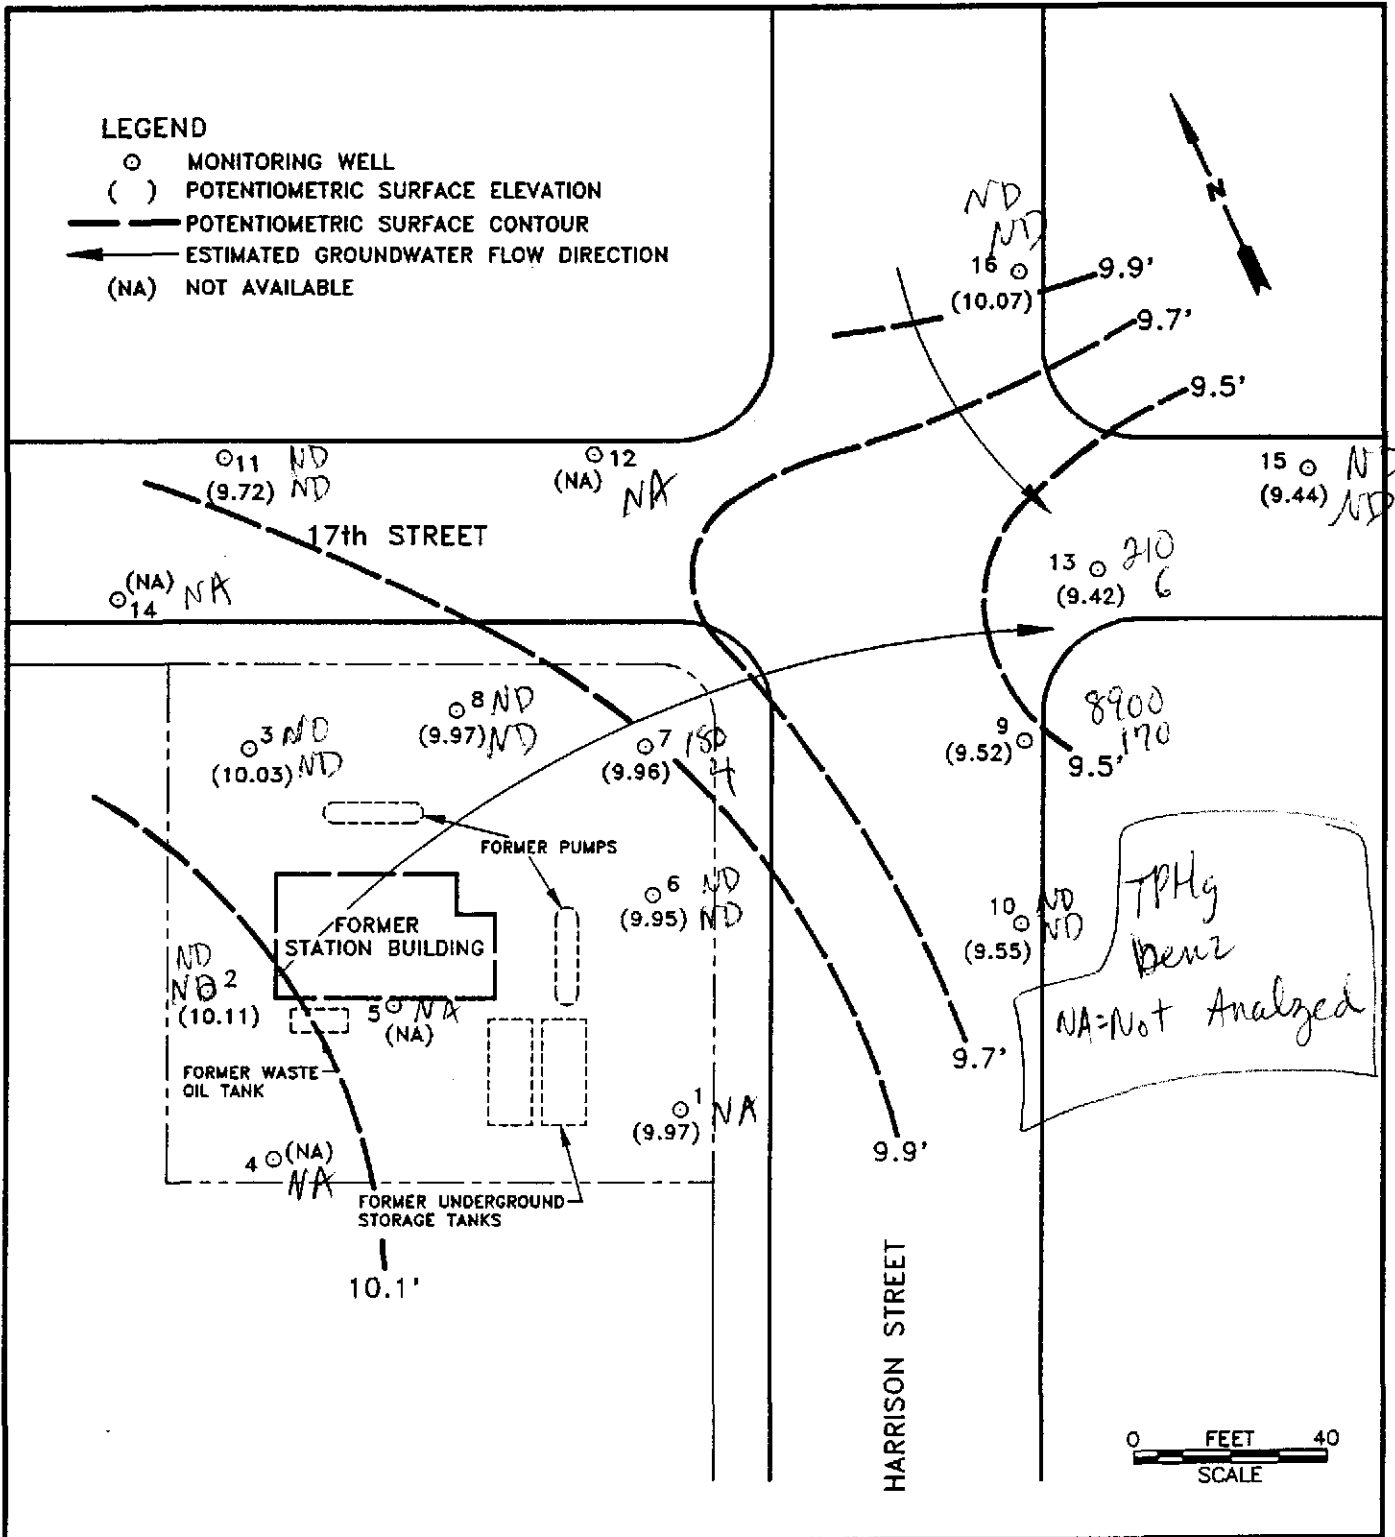 LEGEND
MONITORING WELL
( ) POTENTIOMETRIC SURFACE ELEVATION
POTENTIOMETRIC SURFACE CONTOUR
ESTIMATED GROUNDWATER FLOW DIRECTION
(NA) NOT AVAILABLE
N
ND
ND
16
(10.07)
9.9'
9.7'
9.5'
11 ND
(9.72) ND
12
(NA) NA
15 ND
(9.44) ND
17th STREET
13 210
(9.42) 6
(NA) NA
14
8 ND
(9.97) ND
3 ND
(10.03) ND
7 180
(9.96) 4
9 8900
(9.52) 170
9.5'
FORMER PUMPS
6 ND
(9.95) ND
10 ND
(9.55) ND
FORMER
STATION BUILDING
ND
ND 2
(10.11)
5 NA
(NA)
TPHg
benz
NA=Not Analzed
FORMER WASTE
OIL TANK
9.7'
1 NA
(9.97)
9.9'
4 (NA)
NA
FORMER UNDERGROUND
STORAGE TANKS
10.1'
HARRISON STREET
0 FEET 40
SCALE